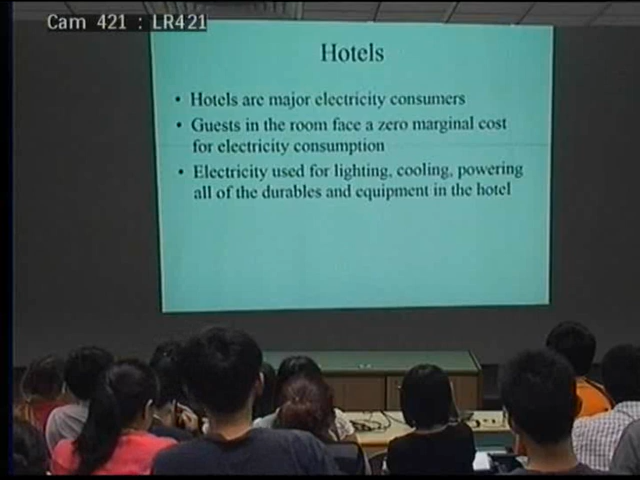 Cam 421 : LR421
Hotels
• Hotels are major electricity consumers
• Guests in the room face a zero marginal cost
for electricity consumption
• Electricity used for lighting, cooling, powering
all of the durables and equipment in the hotel